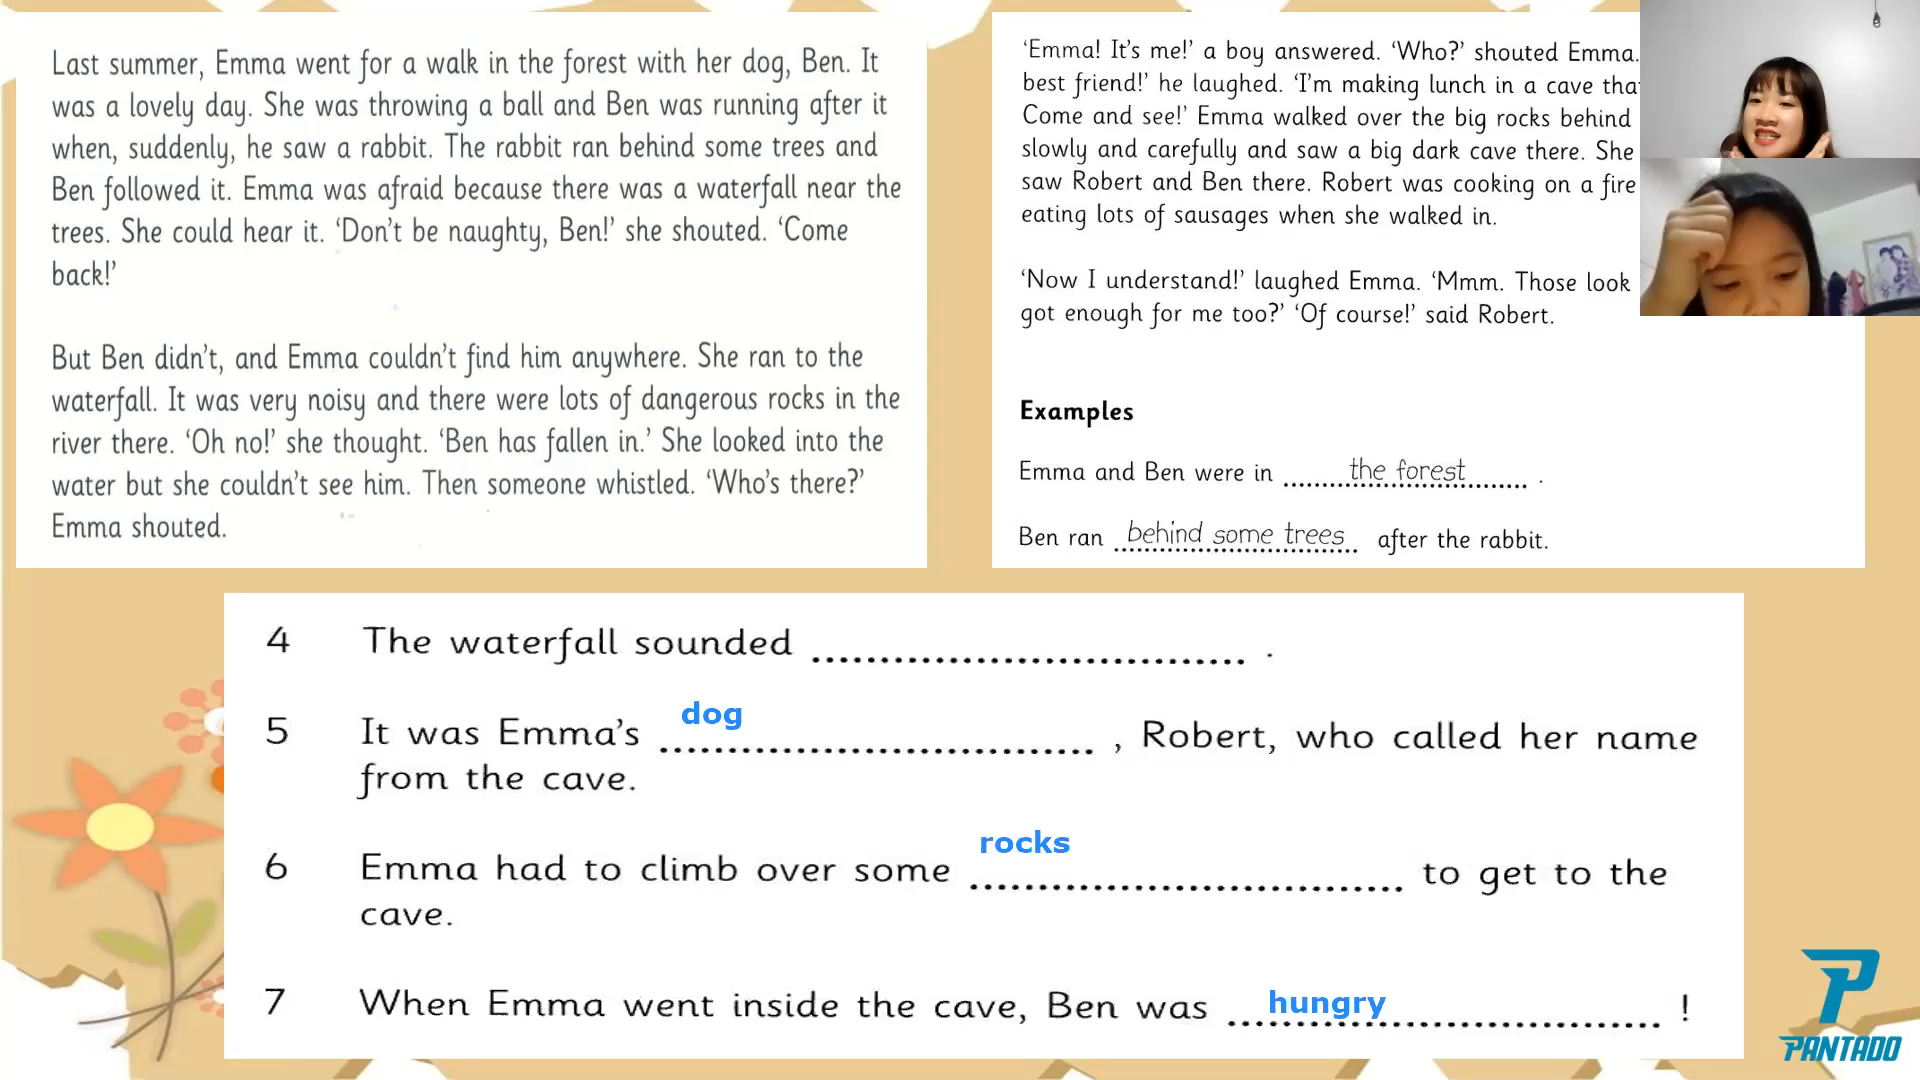 Last summer, Emma went for a walk in the forest with her dog, Ben. It
was a lovely day. She was throwing a ball and Ben was running after it
when, suddenly, he saw a rabbit. The rabbit ran behind some trees and
Ben followed it. Emma was afraid because there was a waterfall near the
trees. She could hear it. ‘Don’t be naughty, Ben!’ she shouted. ‘Come
back!’
But Ben didn’t, and Emma couldn’t find him anywhere. She ran to the
waterfall. It was very noisy and there were lots of dangerous rocks in the
river there. ‘Oh no!’ she thought. ‘Ben has fallen in.’ She looked into the
water but she couldn’t see him. Then someone whistled. ‘Who’s there?’
Emma shouted.
‘Emma! It’s me!’ a boy answered. ‘Who?’ shouted Emma.
best friend!’ he laughed. ‘I’m making lunch in a cave
Come and see!’ Emma walked over the big rocks behind
slowly and carefully and saw a big dark cave there. She
saw Robert and Ben there. Robert was cooking on a fire
eating lots of sausages when she walked in.
‘Now I understand!’ laughed Emma. ‘Mmm. Those look
got enough for me too?’ ‘Of course!’ said Robert.
Examples
Emma and Ben were in the forest .
Ben ran behind some trees after the rabbit.
4 The waterfall sounded .
5 It was Emma’s dog , Robert, who called her name
from the cave.
6 Emma had to climb over some rocks to get to the
cave.
7 When Emma went inside the cave, Ben was hungry !
PANTADO